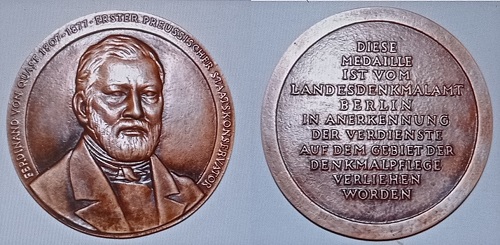 FERDINAND VON QUAST 1807-1877 · ERSTER PREUSSISCHER STAATSKONSERVATOR
DIESE
MEDAILLE
IST VOM
LANDESDENKMALAMT
BERLIN
IN ANERKENNUNG
DER VERDIENSTE
AUF DEM GEBIET DER
DENKMALPFLEGE
VERLIEHEN
WORDEN